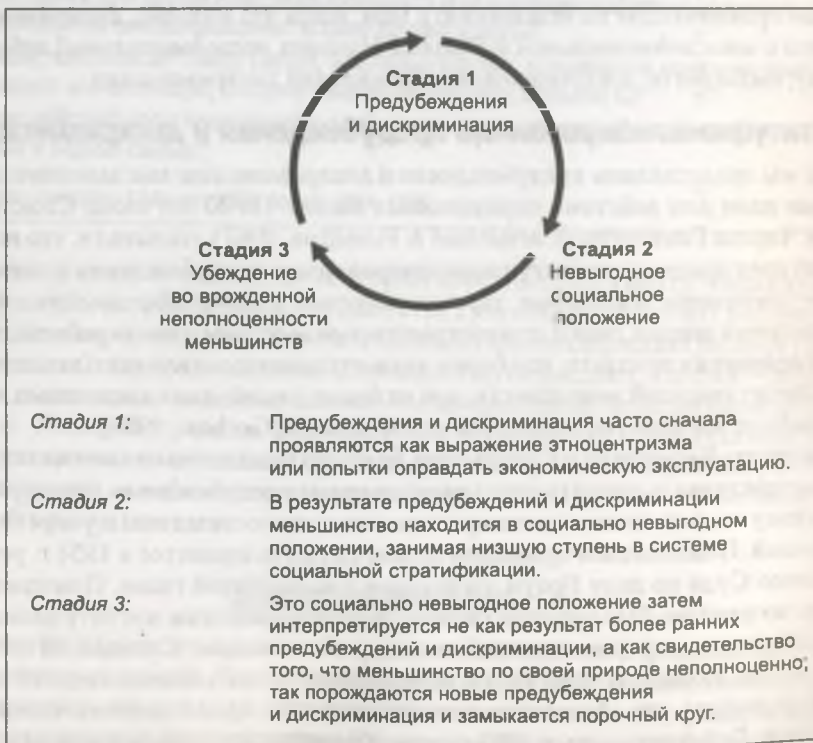 Стадия 1
Предубеждения
и дискриминация
Стадия 3
Убеждение
во врожденной
неполноценности
меньшинств
Стадия 2
Невыгодное
социальное
положение
Стадия 1:
Предубеждения и дискриминация часто сначала
проявляются как выражение этноцентризма
или попытки оправдать экономическую эксплуатацию.
Стадия 2:
В результате предубеждений и дискриминации
меньшинство находится в социально невыгодном
положении, занимая низшую ступень в системе
социальной стратификации.
Стадия 3:
Это социально невыгодное положение затем
интерпретируется не как результат более ранних
предубеждений и дискриминации, а как свидетельство
того, что меньшинство по своей природе неполноценно;
так порождаются новые предубеждения
и дискриминация и замыкается порочный круг.